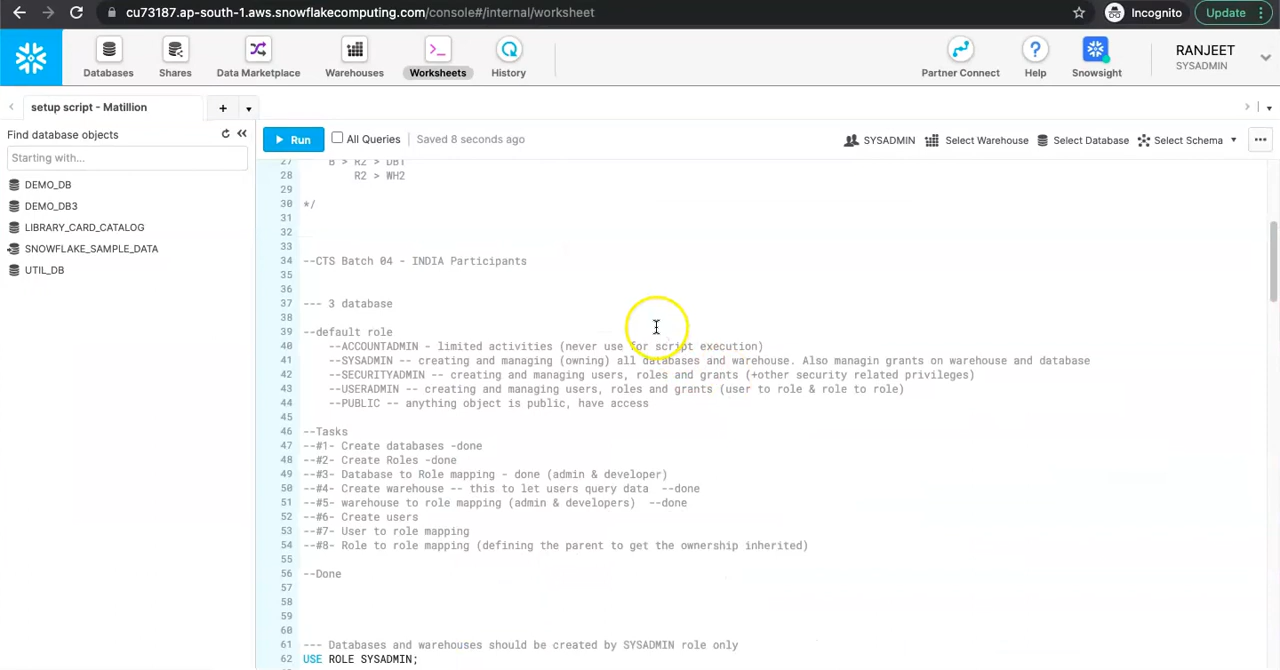 cu73187.ap-south-1.aws.snowflakecomputing.com/console#/internal/worksheet
Incognito
Update
Databases
Shares
Data Marketplace
Warehouses
Worksheets
History
Partner Connect
Help
Snowsight
RANJEET
SYSADMIN
setup script - Matillion
Find database objects
Starting with...
DEMO_DB
DEMO_DB3
LIBRARY_CARD_CATALOG
SNOWFLAKE_SAMPLE_DATA
UTIL_DB
Run
All Queries
Saved 8 seconds ago
SYSADMIN
Select Warehouse
Select Database
Select Schema
27 B > R2 > DB1
28 R2 > WH2
29
30 */
31
32
33
34 --CTS Batch 04 - INDIA Participants
35
36
37 --- 3 database
38
39 --default role
40 --ACCOUNTADMIN - limited activities (never use for script execution)
41 --SYSADMIN -- creating and managing (owning) all databases and warehouse. Also managin grants on warehouse and database
42 --SECURITYADMIN -- creating and managing users, roles and grants (+other security related privileges)
43 --USERADMIN -- creating and managing users, roles and grants (user to role & role to role)
44 --PUBLIC -- anything object is public, have access
45
46 --Tasks
47 --#1- Create databases -done
48 --#2- Create Roles -done
49 --#3- Database to Role mapping - done (admin & developer)
50 --#4- Create warehouse -- this to let users query data --done
51 --#5- warehouse to role mapping (admin & developers) --done
52 --#6- Create users
53 --#7- User to role mapping
54 --#8- Role to role mapping (defining the parent to get the ownership inherited)
55
56 --Done
57
58
59
60
61 --- Databases and warehouses should be created by SYSADMIN role only
62 USE ROLE SYSADMIN;